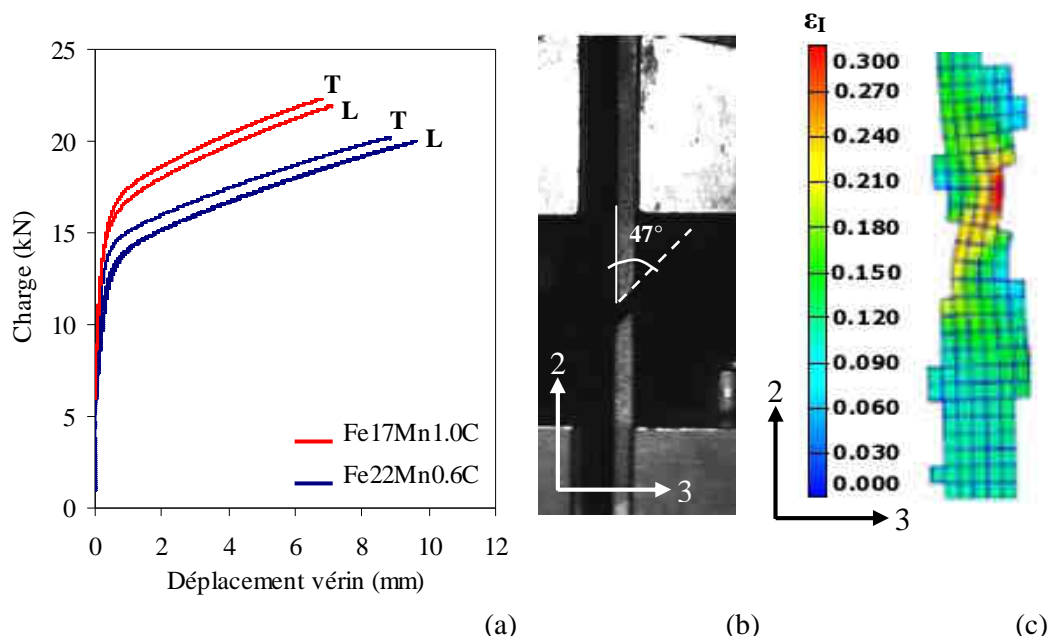 25
20
15
10
5
0
Charge (kN)
T
L
T
L
Fe17Mn1.0C
Fe22Mn0.6C
0 2 4 6 8 10 12
Déplacement vérin (mm)
(a)
47°
2
3
(b)
εI
0.300
0.270
0.240
0.210
0.180
0.150
0.120
0.090
0.060
0.030
0.000
2
3
(c)